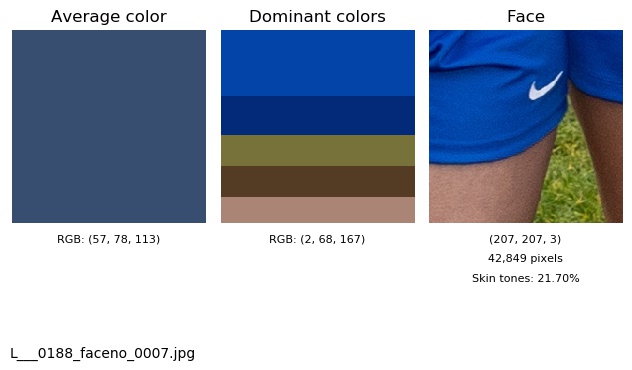 Average color
Dominant colors
Face
RGB: (57, 78, 113)
RGB: (2, 68, 167)
(207, 207, 3)
42,849 pixels
Skin tones: 21.70%
L___0188_faceno_0007.jpg